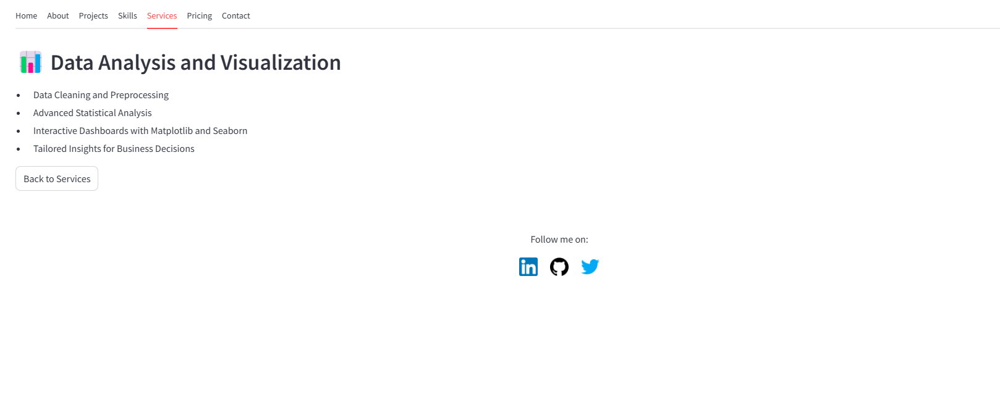 Home About Projects Skills Services Pricing Contact
Data Analysis and Visualization
Data Cleaning and Preprocessing
Advanced Statistical Analysis
Interactive Dashboards with Matplotlib and Seaborn
Tailored Insights for Business Decisions
Back to Services
Follow me on:
in